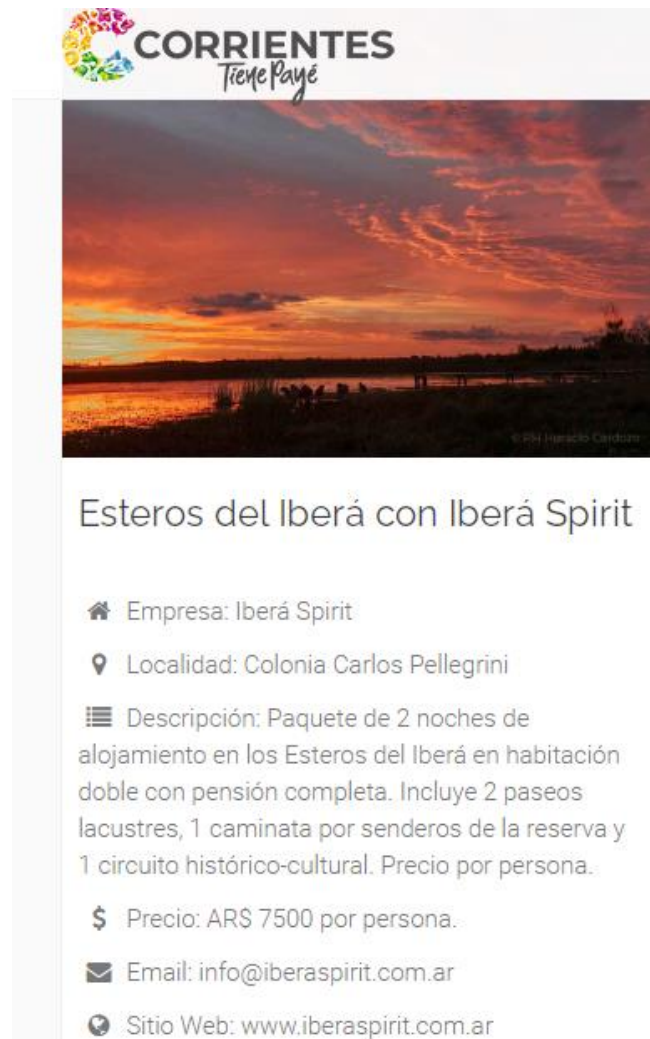 CORRIENTES
Tiene Payé
© PH Horacio Cardozo
Esteros del Iberá con Iberá Spirit
Empresa: Iberá Spirit
Localidad: Colonia Carlos Pellegrini
Descripción: Paquete de 2 noches de
alojamiento en los Esteros del Iberá en habitación
doble con pensión completa. Incluye 2 paseos
lacustres, 1 caminata por senderos de la reserva y
1 circuito histórico-cultural. Precio por persona.
Precio: AR$ 7500 por persona.
Email: info@iberaspirit.com.ar
Sitio Web: www.iberaspirit.com.ar